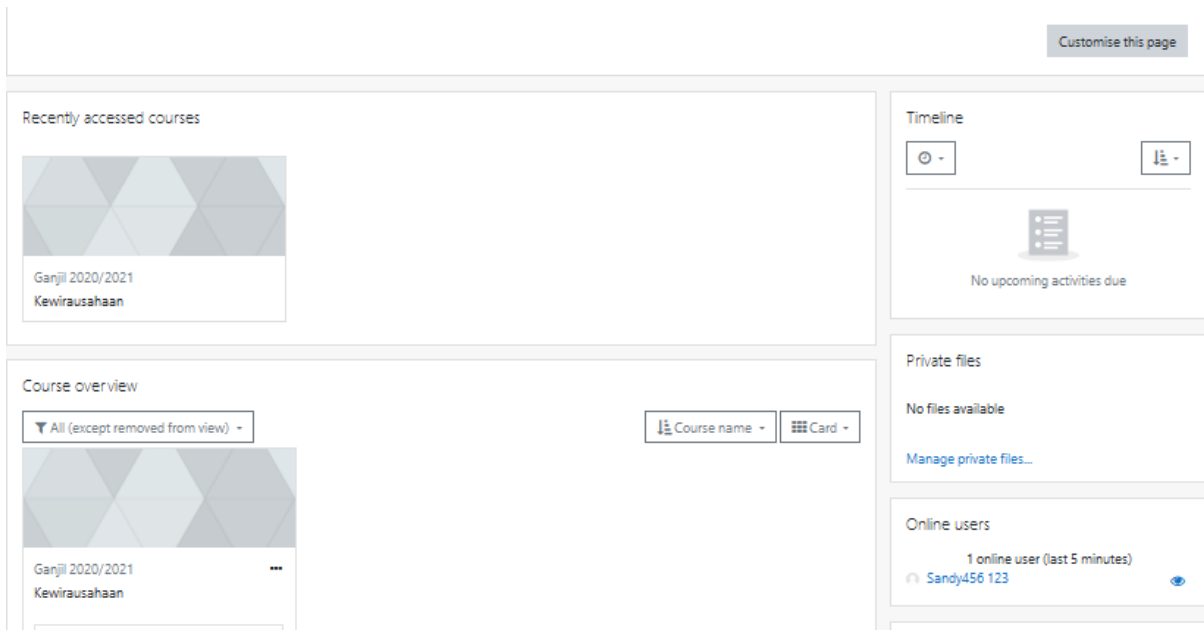 Customise this page
Recently accessed courses
Ganjil 2020/2021
Kewirausahaan
Course overview
All (except removed from view)
Course name
Card
Ganjil 2020/2021
Kewirausahaan
Timeline
No upcoming activities due
Private files
No files available
Manage private files...
Online users
1 online user (last 5 minutes)
Sandy456 123